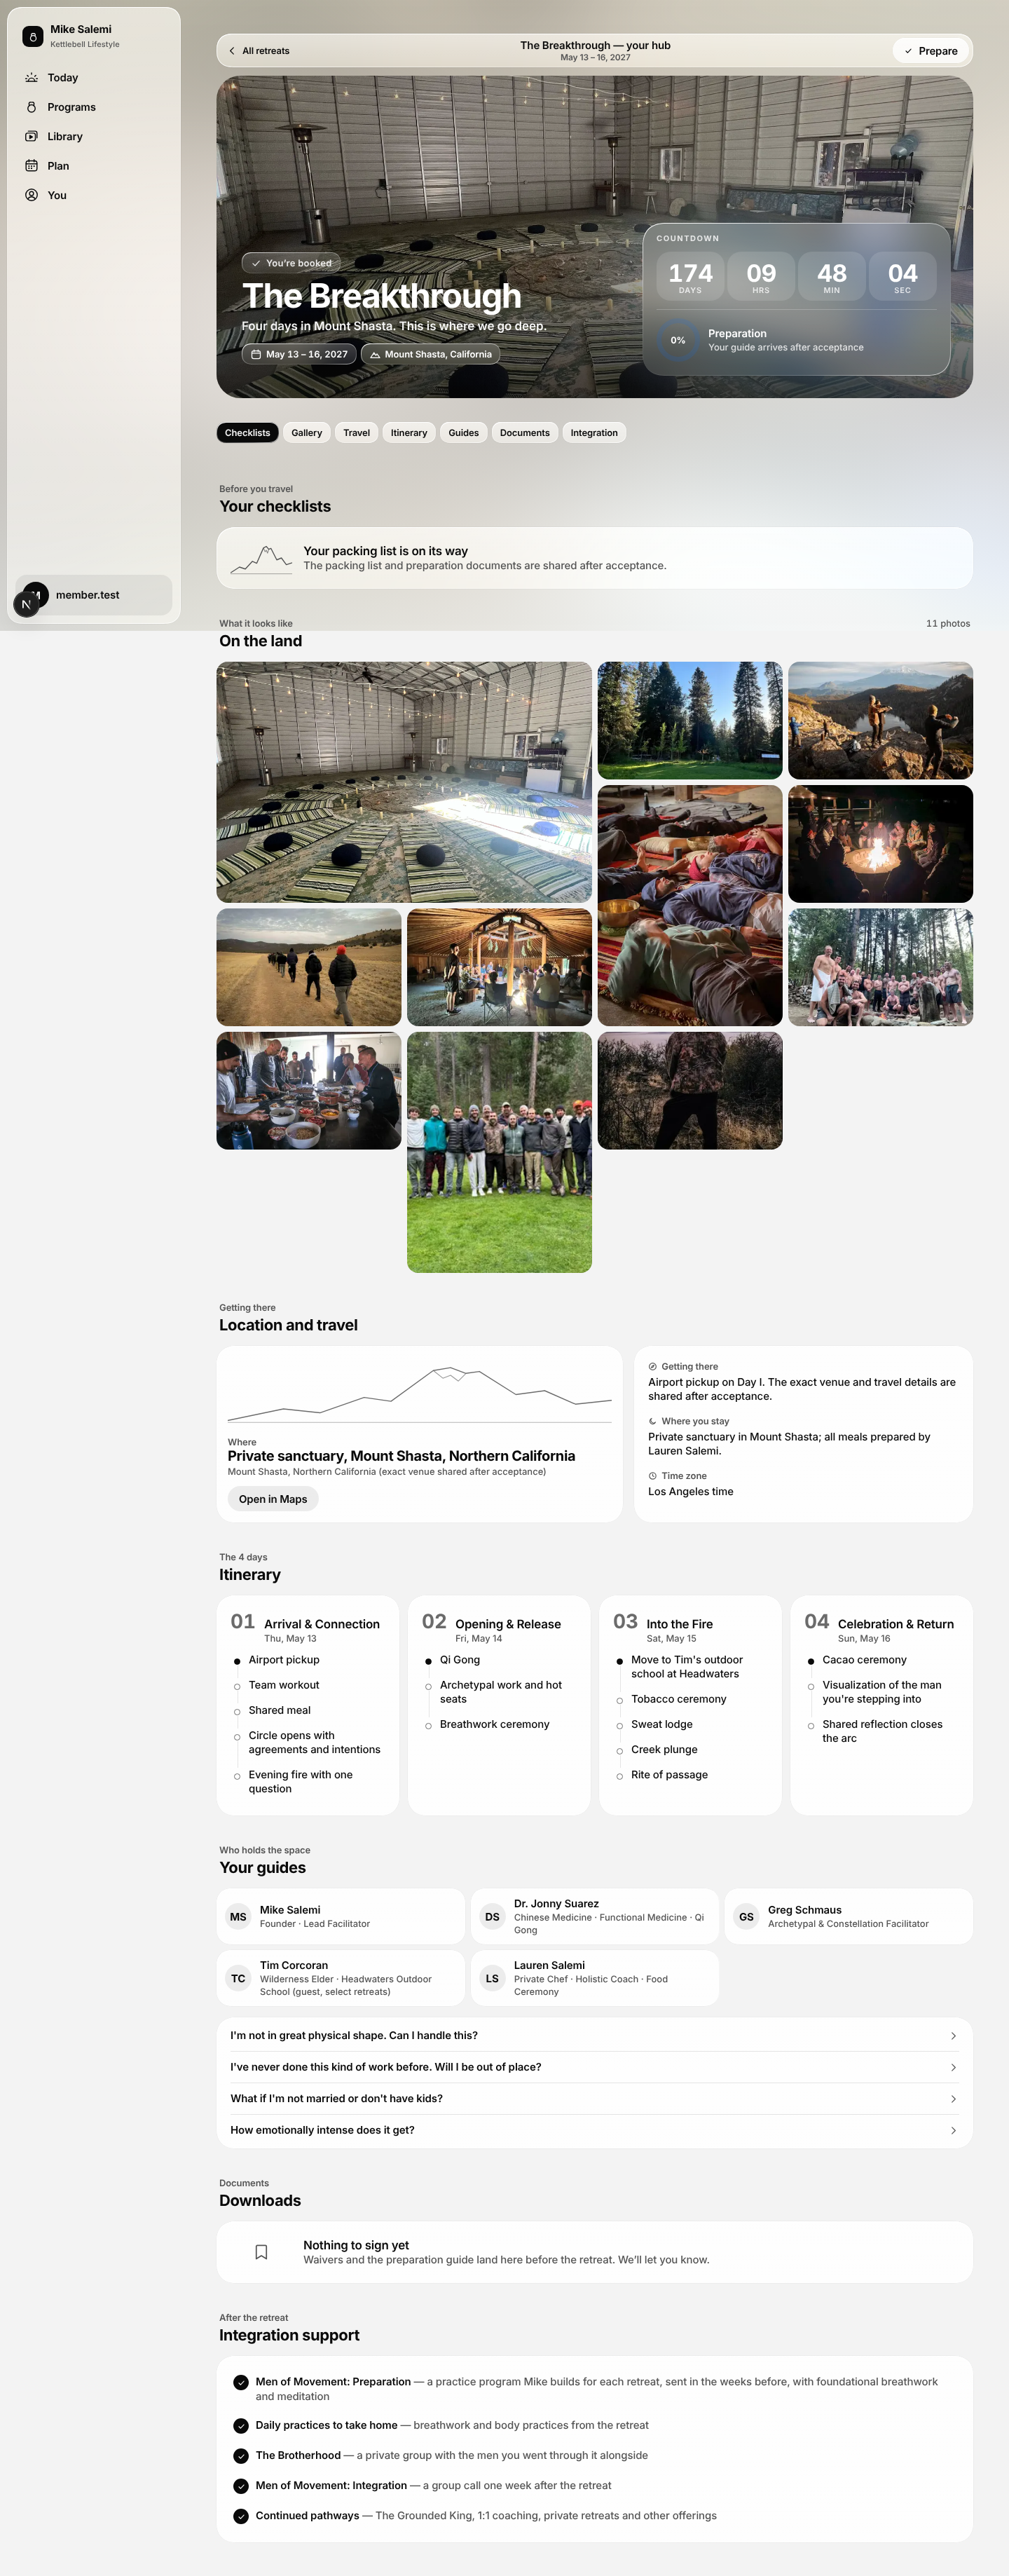 Mike Salemi
Kettlebell Lifestyle
Today
Programs
Library
Plan
You
member.test
All retreats
The Breakthrough — your hub
May 13 – 16, 2027
Prepare
You're booked
The Breakthrough
Four days in Mount Shasta. This is where we go deep.
May 13 – 16, 2027
Mount Shasta, California
COUNTDOWN
174
DAYS
09
HRS
48
MIN
04
SEC
0%
Preparation
Your guide arrives after acceptance
Checklists
Gallery
Travel
Itinerary
Guides
Documents
Integration
Before you travel
Your checklists
Your packing list is on its way
The packing list and preparation documents are shared after acceptance.
What it looks like
On the land
11 photos
Getting there
Location and travel
Where
Private sanctuary, Mount Shasta, Northern California
Mount Shasta, Northern California (exact venue shared after acceptance)
Open in Maps
Getting there
Airport pickup on Day I. The exact venue and travel details are
shared after acceptance.
Where you stay
Private sanctuary in Mount Shasta; all meals prepared by
Lauren Salemi.
Time zone
Los Angeles time
The 4 days
Itinerary
01 Arrival & Connection
Thu, May 13
Airport pickup
Team workout
Shared meal
Circle opens with
agreements and intentions
Evening fire with one
question
02 Opening & Release
Fri, May 14
Qi Gong
Archetypal work and hot
seats
Breathwork ceremony
03 Into the Fire
Sat, May 15
Move to Tim's outdoor
school at Headwaters
Tobacco ceremony
Sweat lodge
Creek plunge
Rite of passage
04 Celebration & Return
Sun, May 16
Cacao ceremony
Visualization of the man
you're stepping into
Shared reflection closes
the arc
Who holds the space
Your guides
MS
Mike Salemi
Founder · Lead Facilitator
DS
Dr. Jonny Suarez
Chinese Medicine · Functional Medicine · Qi
Gong
GS
Greg Schmaus
Archetypal & Constellation Facilitator
TC
Tim Corcoran
Wilderness Elder · Headwaters Outdoor
School (guest, select retreats)
LS
Lauren Salemi
Private Chef · Holistic Coach · Food
Ceremony
I'm not in great physical shape. Can I handle this?
I've never done this kind of work before. Will I be out of place?
What if I'm not married or don't have kids?
How emotionally intense does it get?
Documents
Downloads
Nothing to sign yet
Waivers and the preparation guide land here before the retreat. We'll let you know.
After the retreat
Integration support
Men of Movement: Preparation — a practice program Mike builds for each retreat, sent in the weeks before, with foundational breathwork
and meditation
Daily practices to take home — breathwork and body practices from the retreat
The Brotherhood — a private group with the men you went through it alongside
Men of Movement: Integration — a group call one week after the retreat
Continued pathways — The Grounded King, 1:1 coaching, private retreats and other offerings